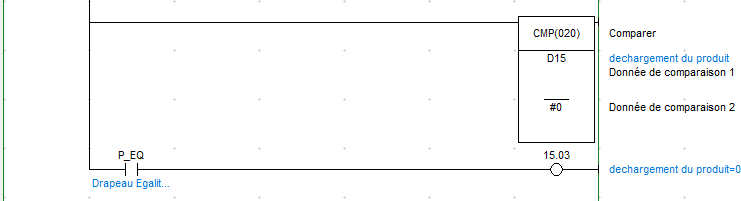 CMP(020) Comparer
D15 dechargement du produit
Donnée de comparaison 1
#0 Donnée de comparaison 2
P_EQ 15.03
dechargement du produit=0
Drapeau Egalit...